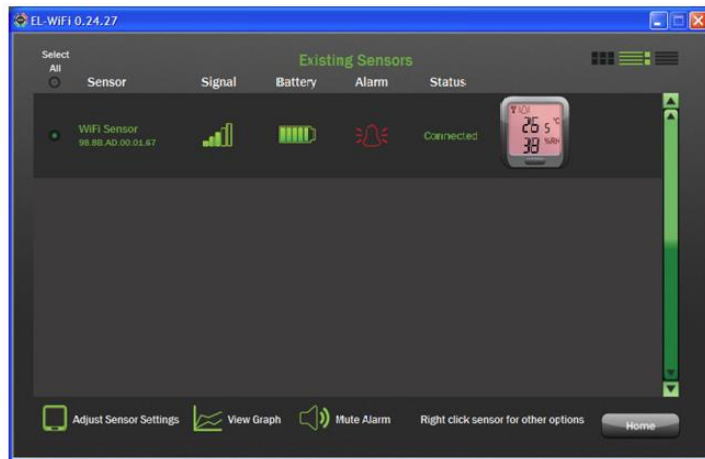 EL-WiFi 0.24.27
Select
All
Existing Sensors
Sensor Signal Battery Alarm Status
WiFi Sensor
98.8B.AD.00.01.67
Connected
26 5 °C
38 %RH
Adjust Sensor Settings View Graph Mute Alarm Right click sensor for other options Home